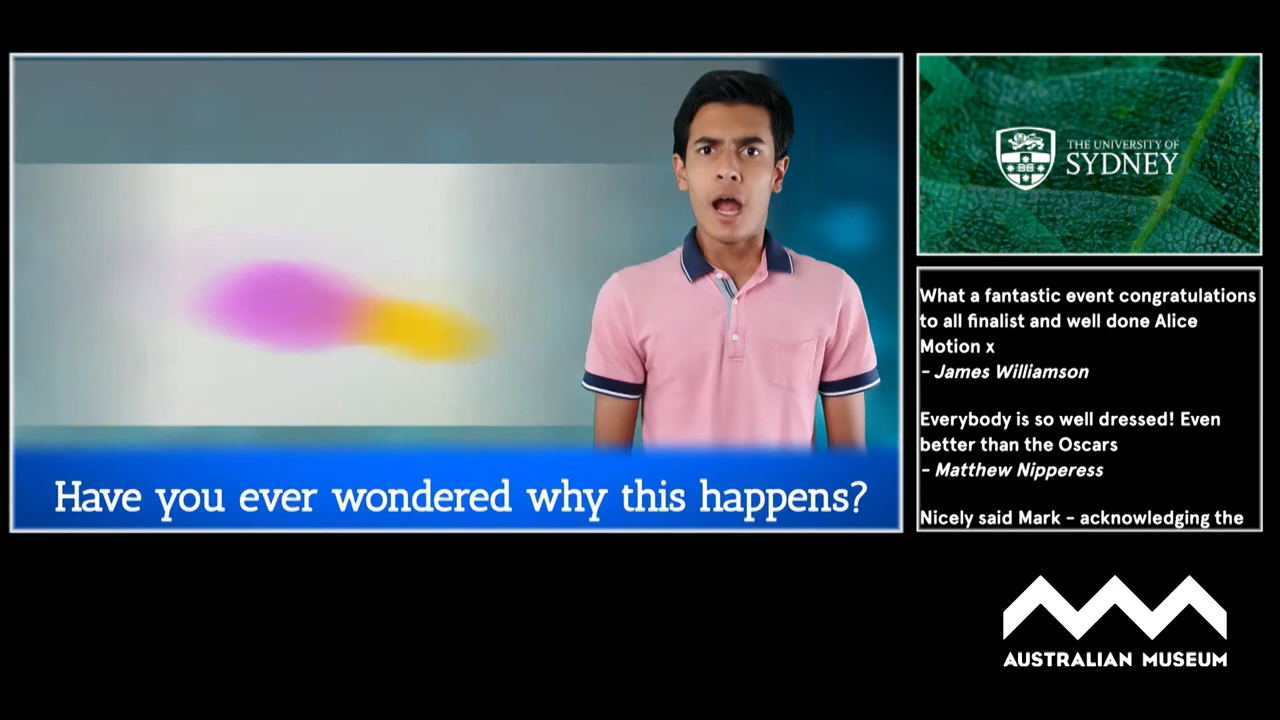 Have you ever wondered why this happens?
THE UNIVERSITY OF
SYDNEY
What a fantastic event congratulations
to all finalist and well done Alice
Motion x
- James Williamson
Everybody is so well dressed! Even
better than the Oscars
- Matthew Nipperess
Nicely said Mark - acknowledging the
AUSTRALIAN MUSEUM